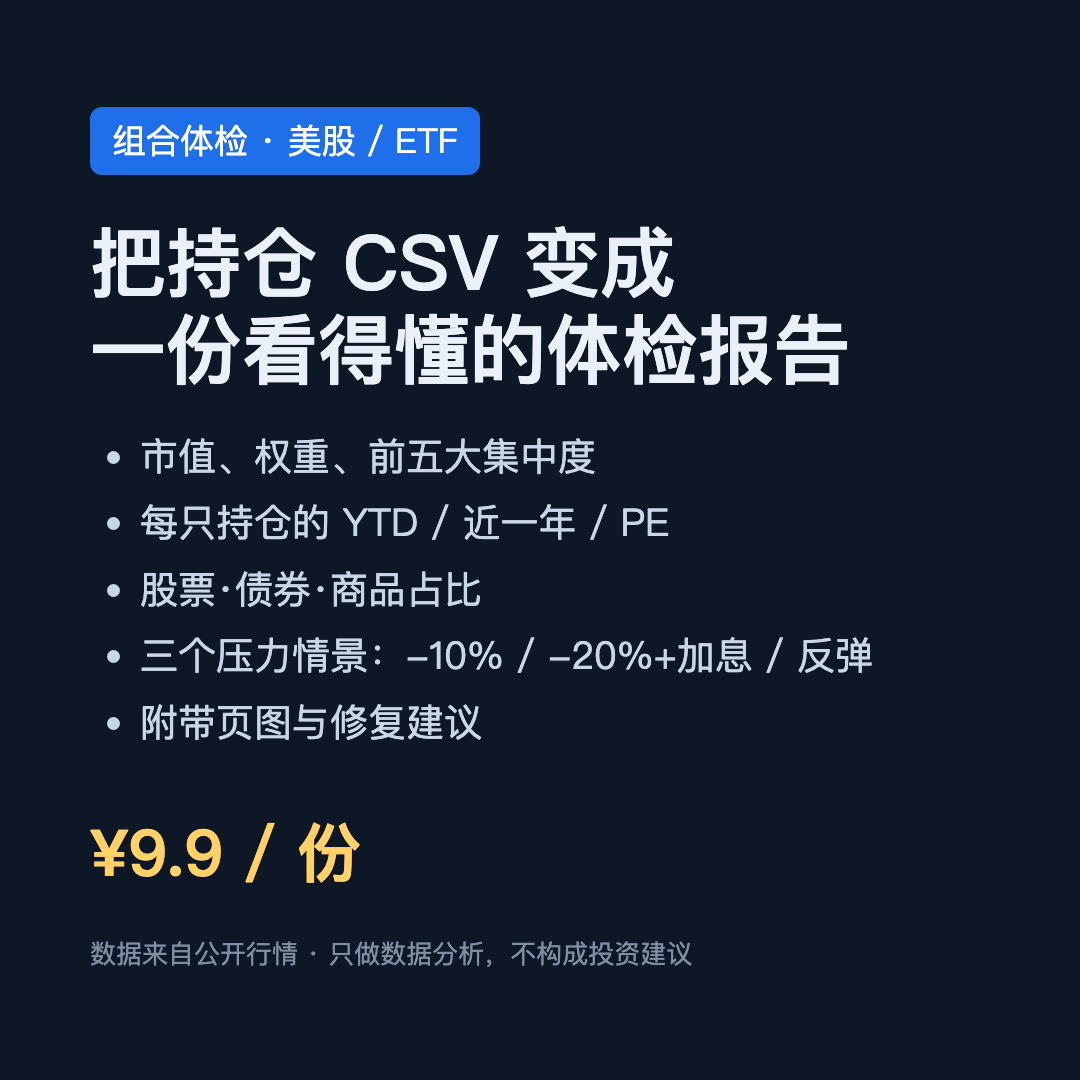 组合体检 · 美股 / ETF
把持仓 CSV 变成
一份看得懂的体检报告
• 市值、权重、前五大集中度
• 每只持仓的 YTD / 近一年 / PE
• 股票·债券·商品占比
• 三个压力情景：–10% / –20%+加息 / 反弹
• 附带页图与修复建议
¥9.9 / 份
数据来自公开行情 · 只做数据分析，不构成投资建议